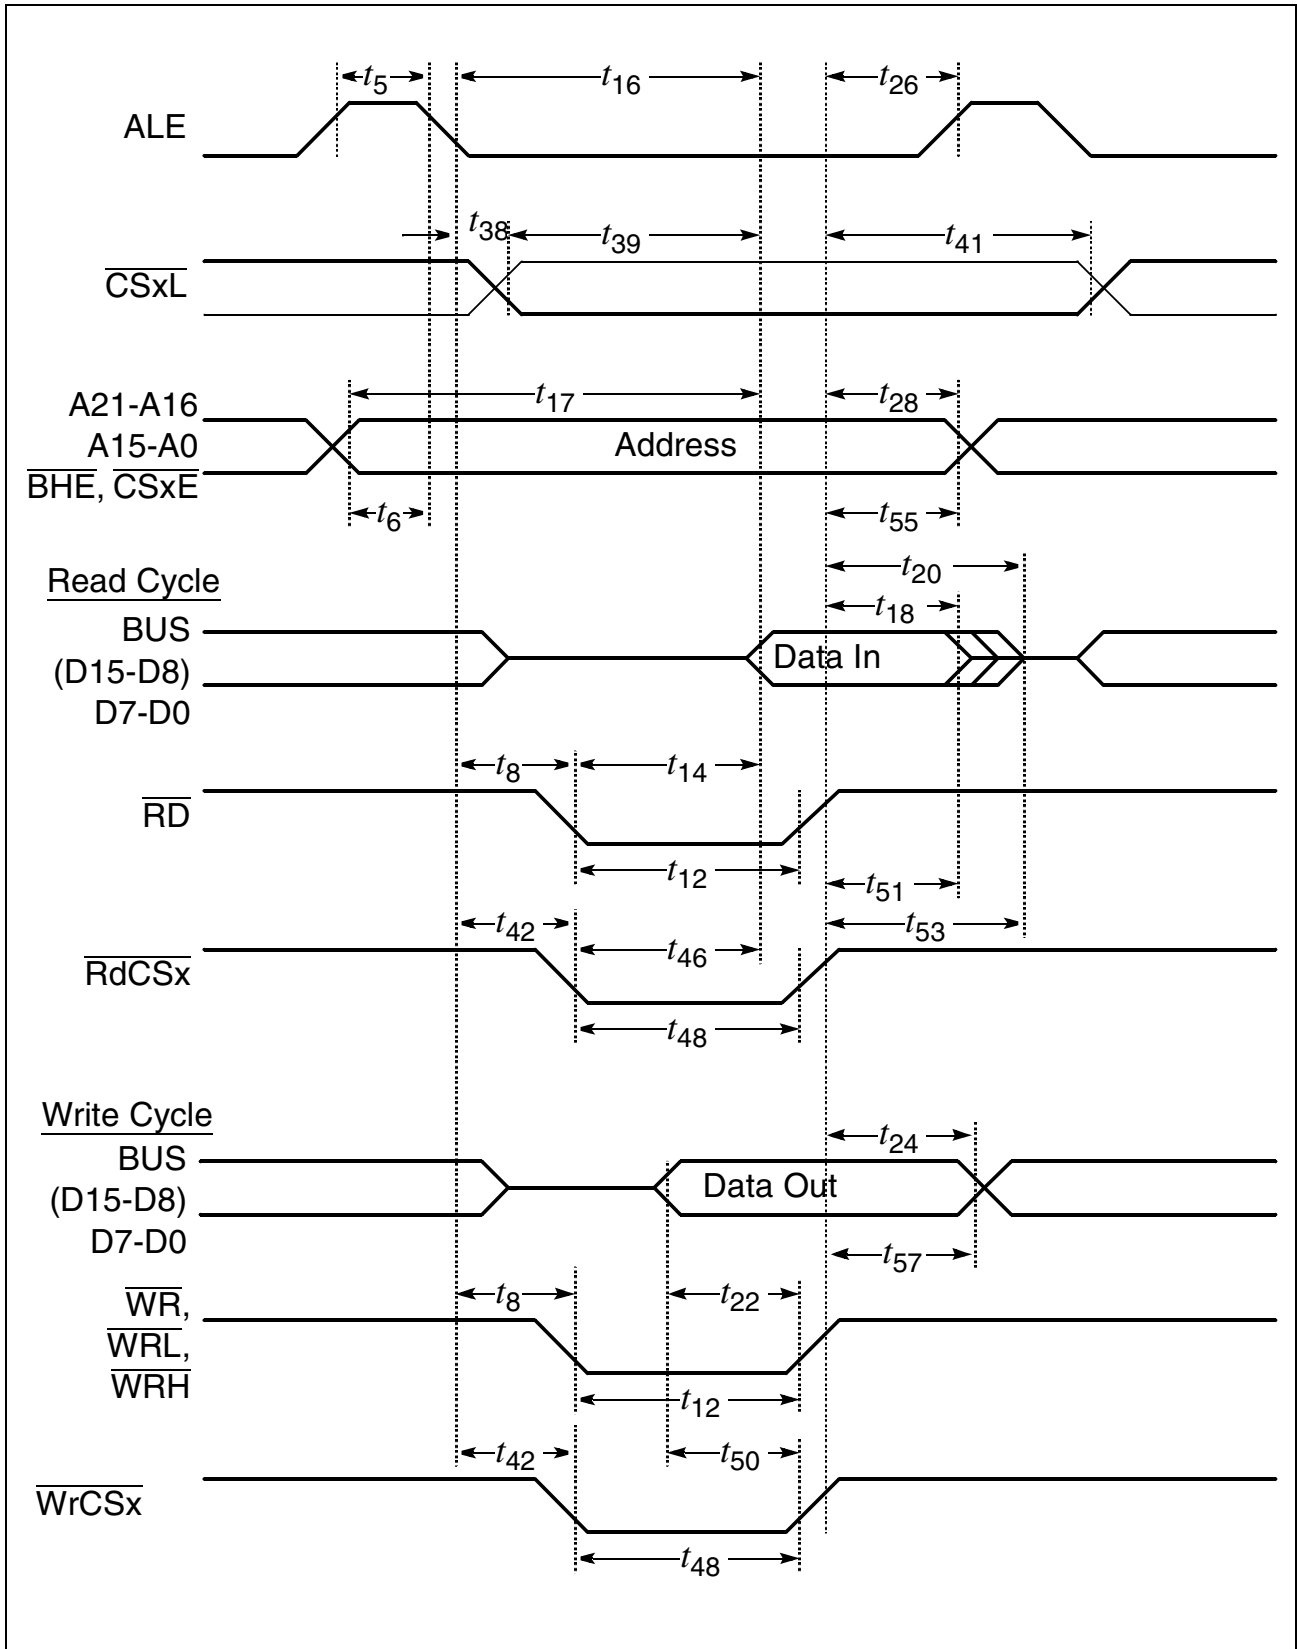 t5 t16 t26
ALE
t38 t39 t41
CSxL
t17 t28
A21-A16
A15-A0
BHE, CSxE
Address
t6 t55
Read Cycle
t20
t18
BUS
(D15-D8)
D7-D0
Data In
t8 t14
RD
t12 t51
t42 t46 t53
RdCSx
t48
Write Cycle
t24
BUS
(D15-D8)
D7-D0
Data Out
t57
t8 t22
WR,
WRL,
WRH
t12
t42 t50
WrCSx
t48